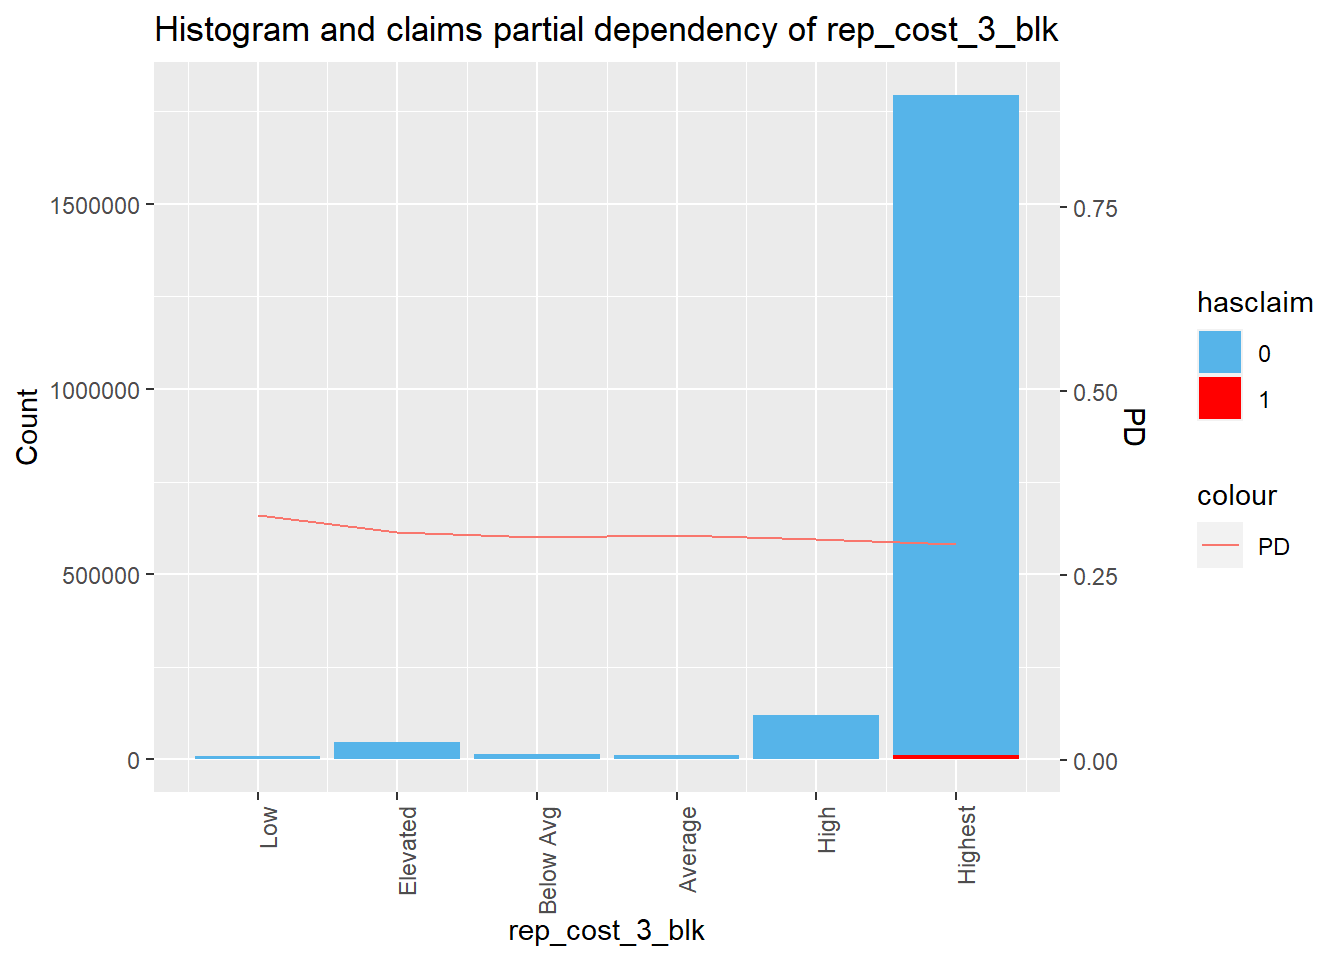 Histogram and claims partial dependency of rep_cost_3_blk
Count
1500000
1000000
500000
0
0.75
0.50
0.25
0.00
PD
Low
Elevated
Below Avg
Average
High
Highest
rep_cost_3_blk
hasclaim
0
1
colour
PD